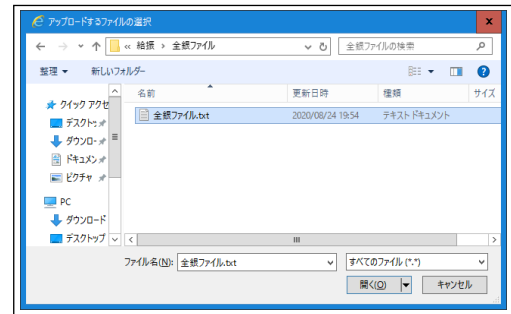 アップロードするファイルの選択
x
« 給振 › 全銀ファイル
全銀ファイルの検索
整理 ▼ 新しいフォルダー
?
名前 更新日時 種類 サイズ
クイック アクセ
全銀ファイル.txt 2020/08/24 19:54 テキスト ドキュメント
デスクトッ
ダウンロー
ドキュメン
ピクチャ
PC
ダウンロード
デスクトップ
ファイル名(N): 全銀ファイル.txt すべてのファイル (*.*)
開く(O) ▼ キャンセル